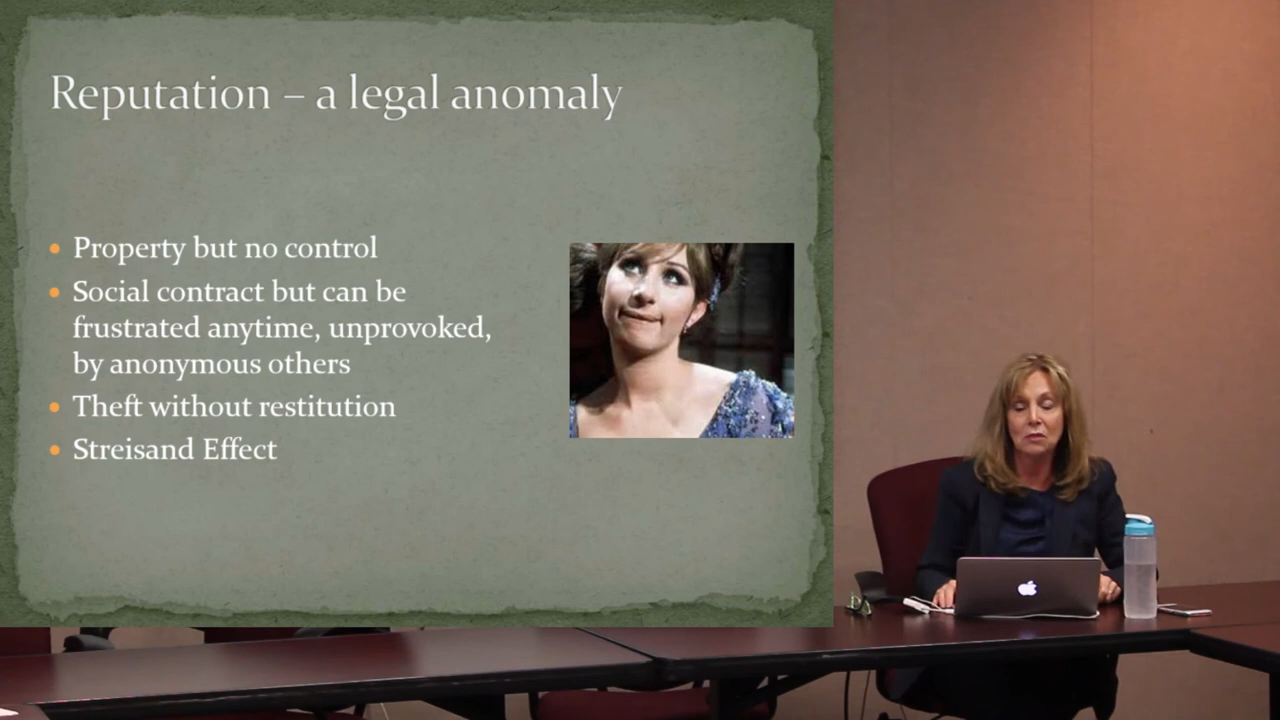 Reputation – a legal anomaly
Property but no control
Social contract but can be
frustrated anytime, unprovoked,
by anonymous others
Theft without restitution
Streisand Effect